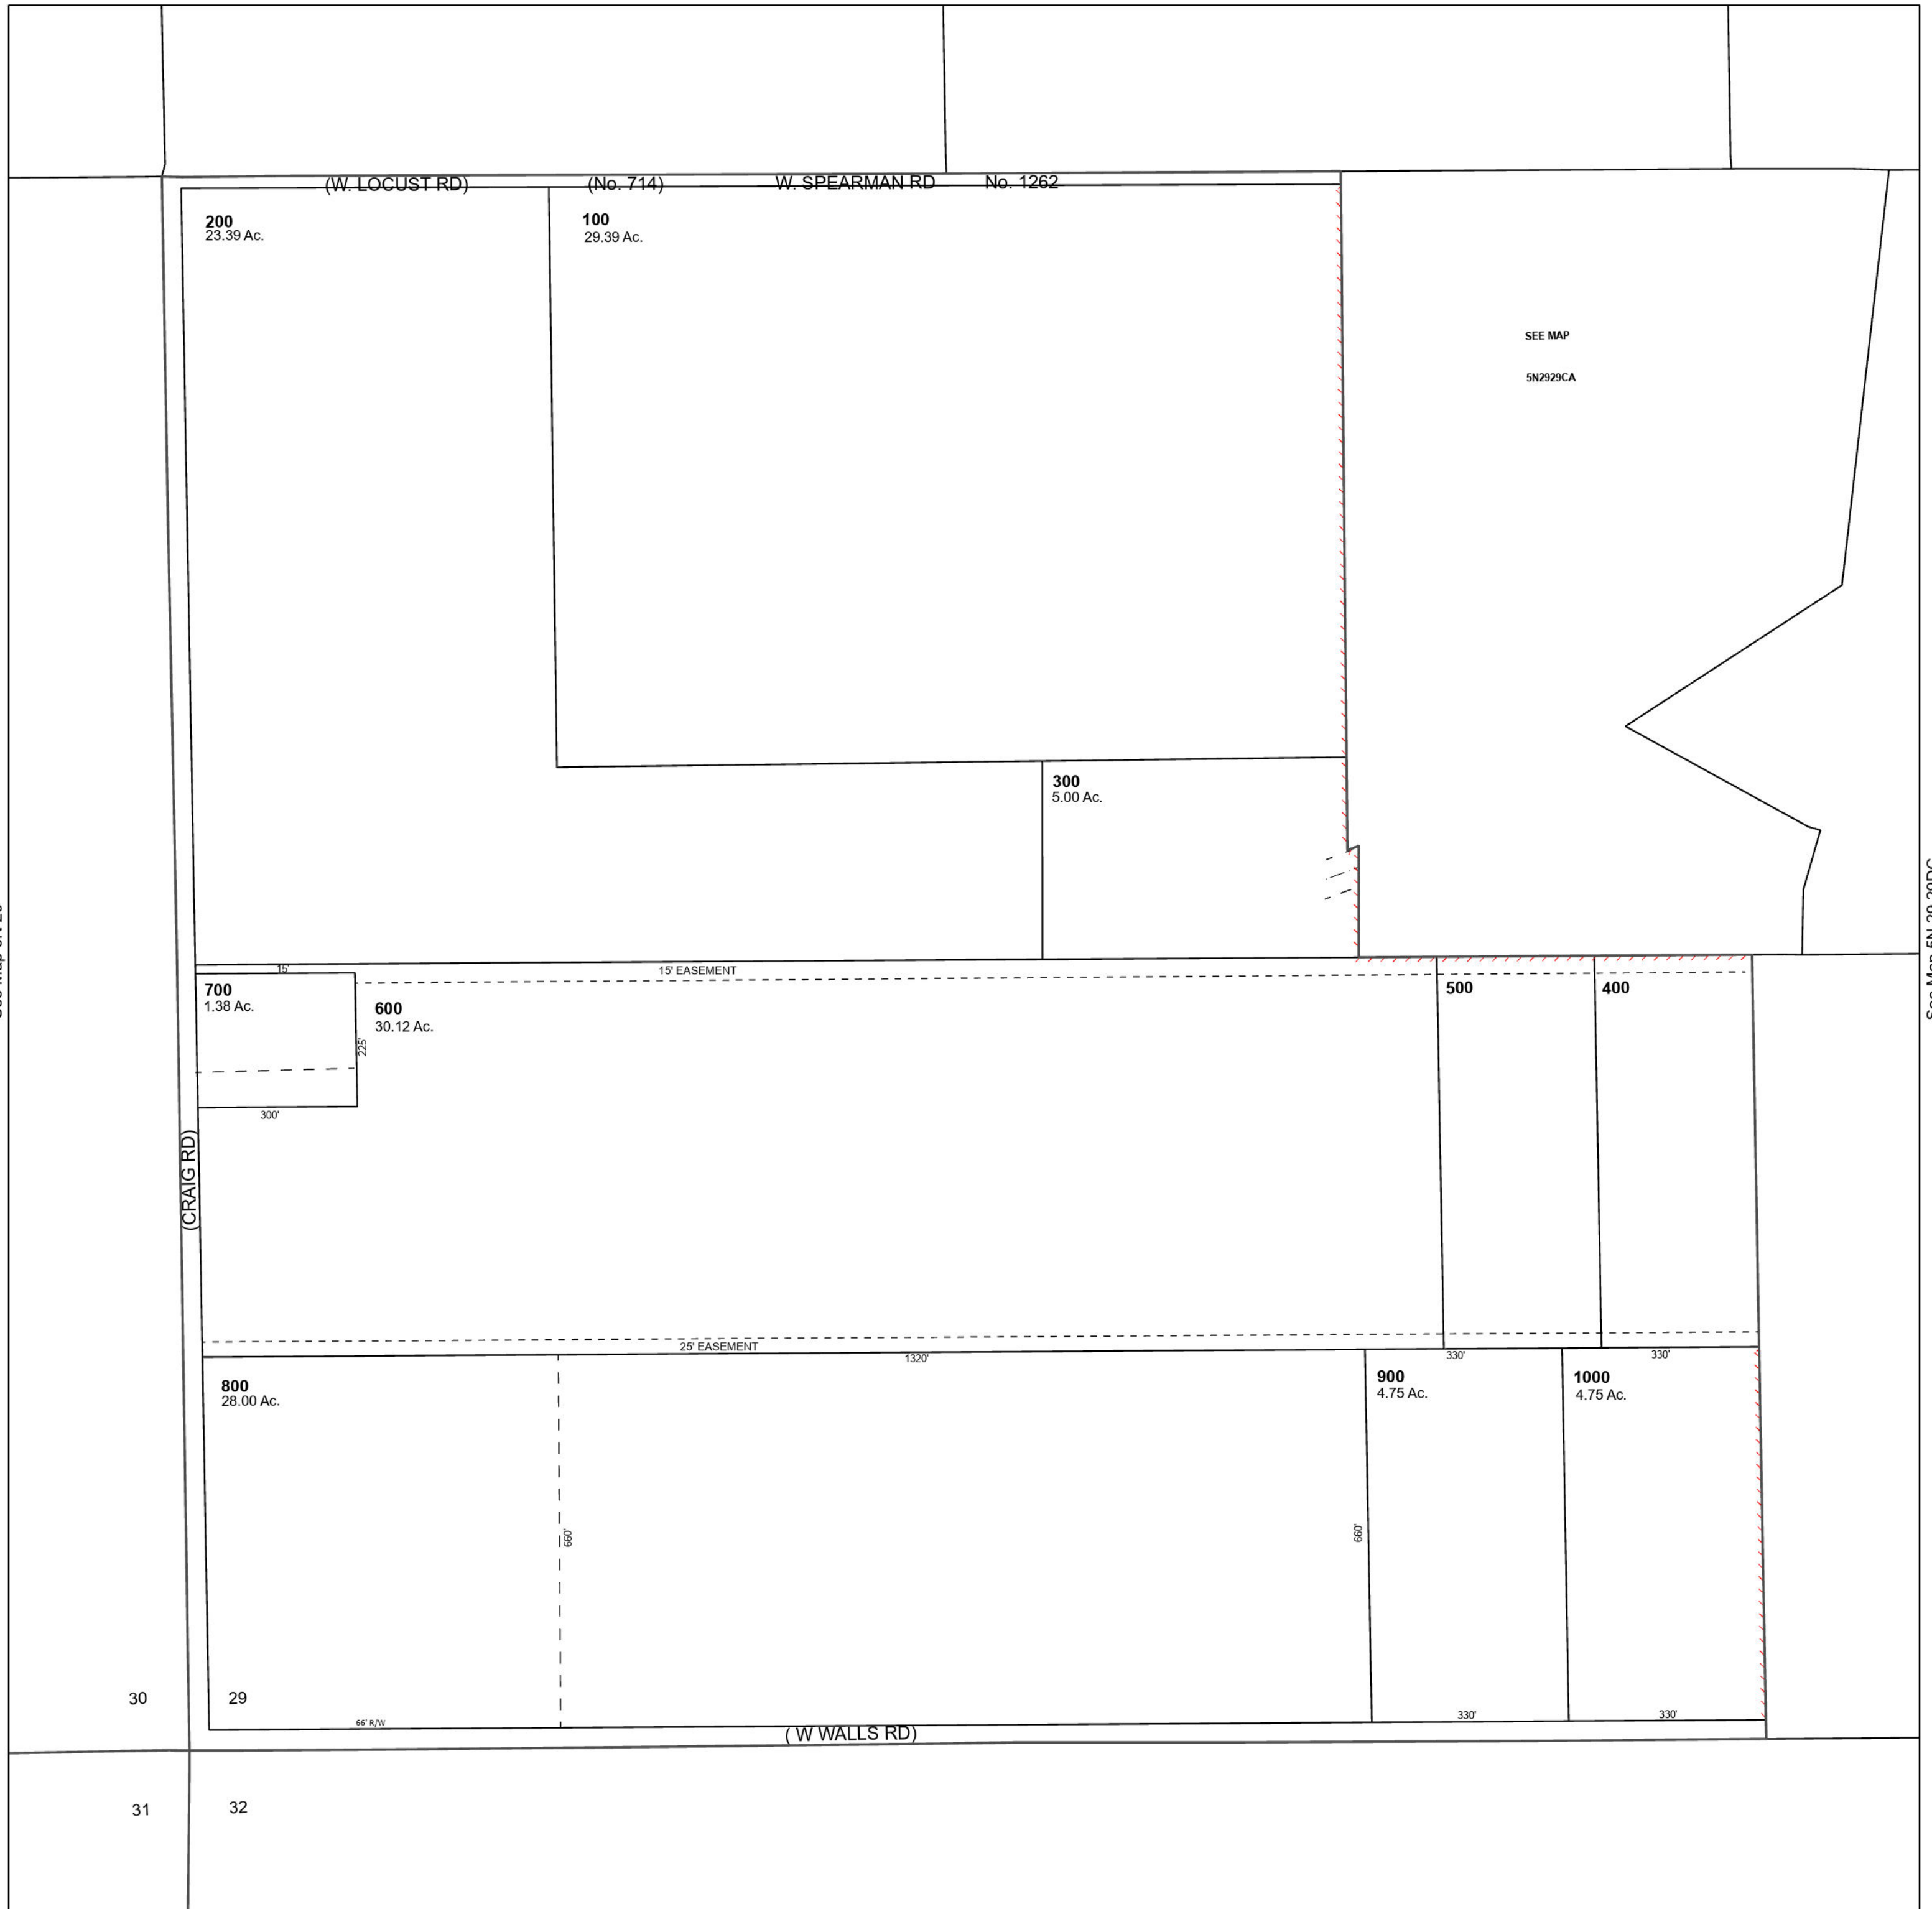 (W. LOCUST RD)
(No. 714)
W. SPEARMAN RD
No. 1262
200
23.39 Ac.
100
29.39 Ac.
SEE MAP
5N2929CA
300
5.00 Ac.
15'
15' EASEMENT
700
1.38 Ac.
600
30.12 Ac.
225'
300'
500
400
(CRAIG RD)
25' EASEMENT
1320'
330'
330'
800
28.00 Ac.
900
4.75 Ac.
1000
4.75 Ac.
660'
660'
30
29
66' R/W
330'
330'
( W WALLS RD)
31
32